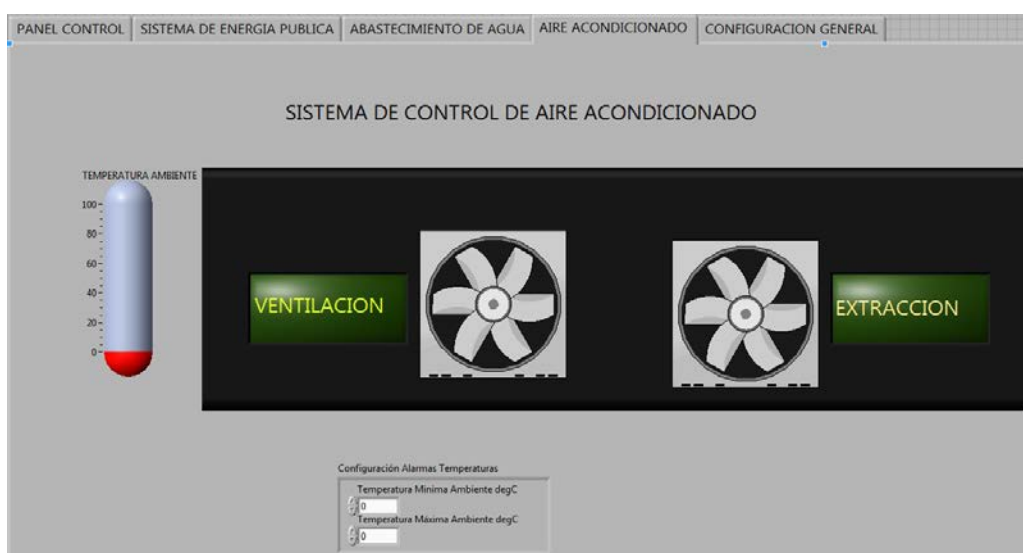 PANEL CONTROL
SISTEMA DE ENERGIA PUBLICA
ABASTECIMIENTO DE AGUA
AIRE ACONDICIONADO
CONFIGURACION GENERAL
SISTEMA DE CONTROL DE AIRE ACONDICIONADO
TEMPERATURA AMBIENTE
100
80
60
40
20
0
VENTILACION
EXTRACCION
Configuración Alarmas Temperaturas
Temperatura Minima Ambiente degC
0
Temperatura Máxima Ambiente degC
0